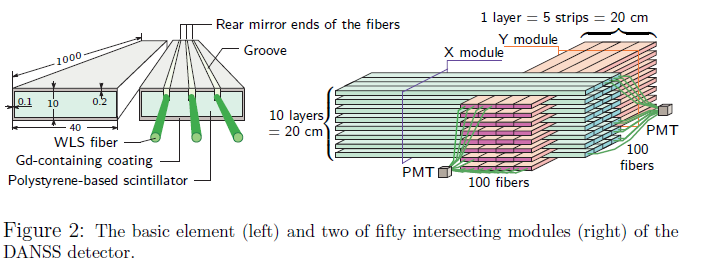 Rear mirror ends of the fibers
Groove
1000
0.1
10
0.2
40
WLS fiber
Gd-containing coating
Polystyrene-based scintillator
1 layer = 5 strips = 20 cm
Y module
X module
10 layers
= 20 cm
PMT
100 fibers
PMT
100
fibers
Figure 2: The basic element (left) and two of fifty intersecting modules (right) of the
DANSS detector.